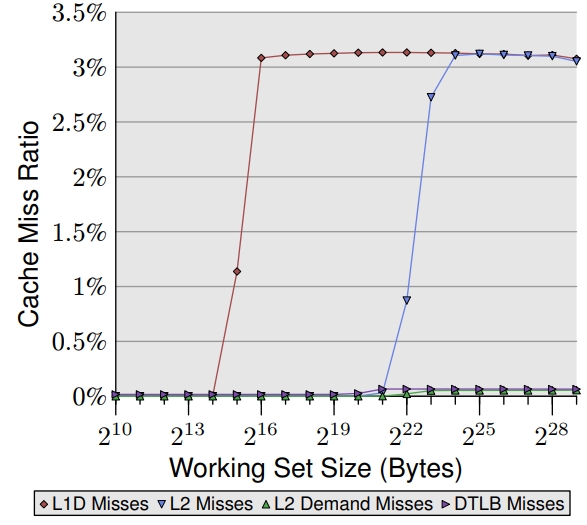 3.5%
3%
2.5%
2%
1.5%
1%
0.5%
0%
Cache Miss Ratio
2^10 2^13 2^16 2^19 2^22 2^25 2^28
Working Set Size (Bytes)
L1D Misses L2 Misses L2 Demand Misses DTLB Misses